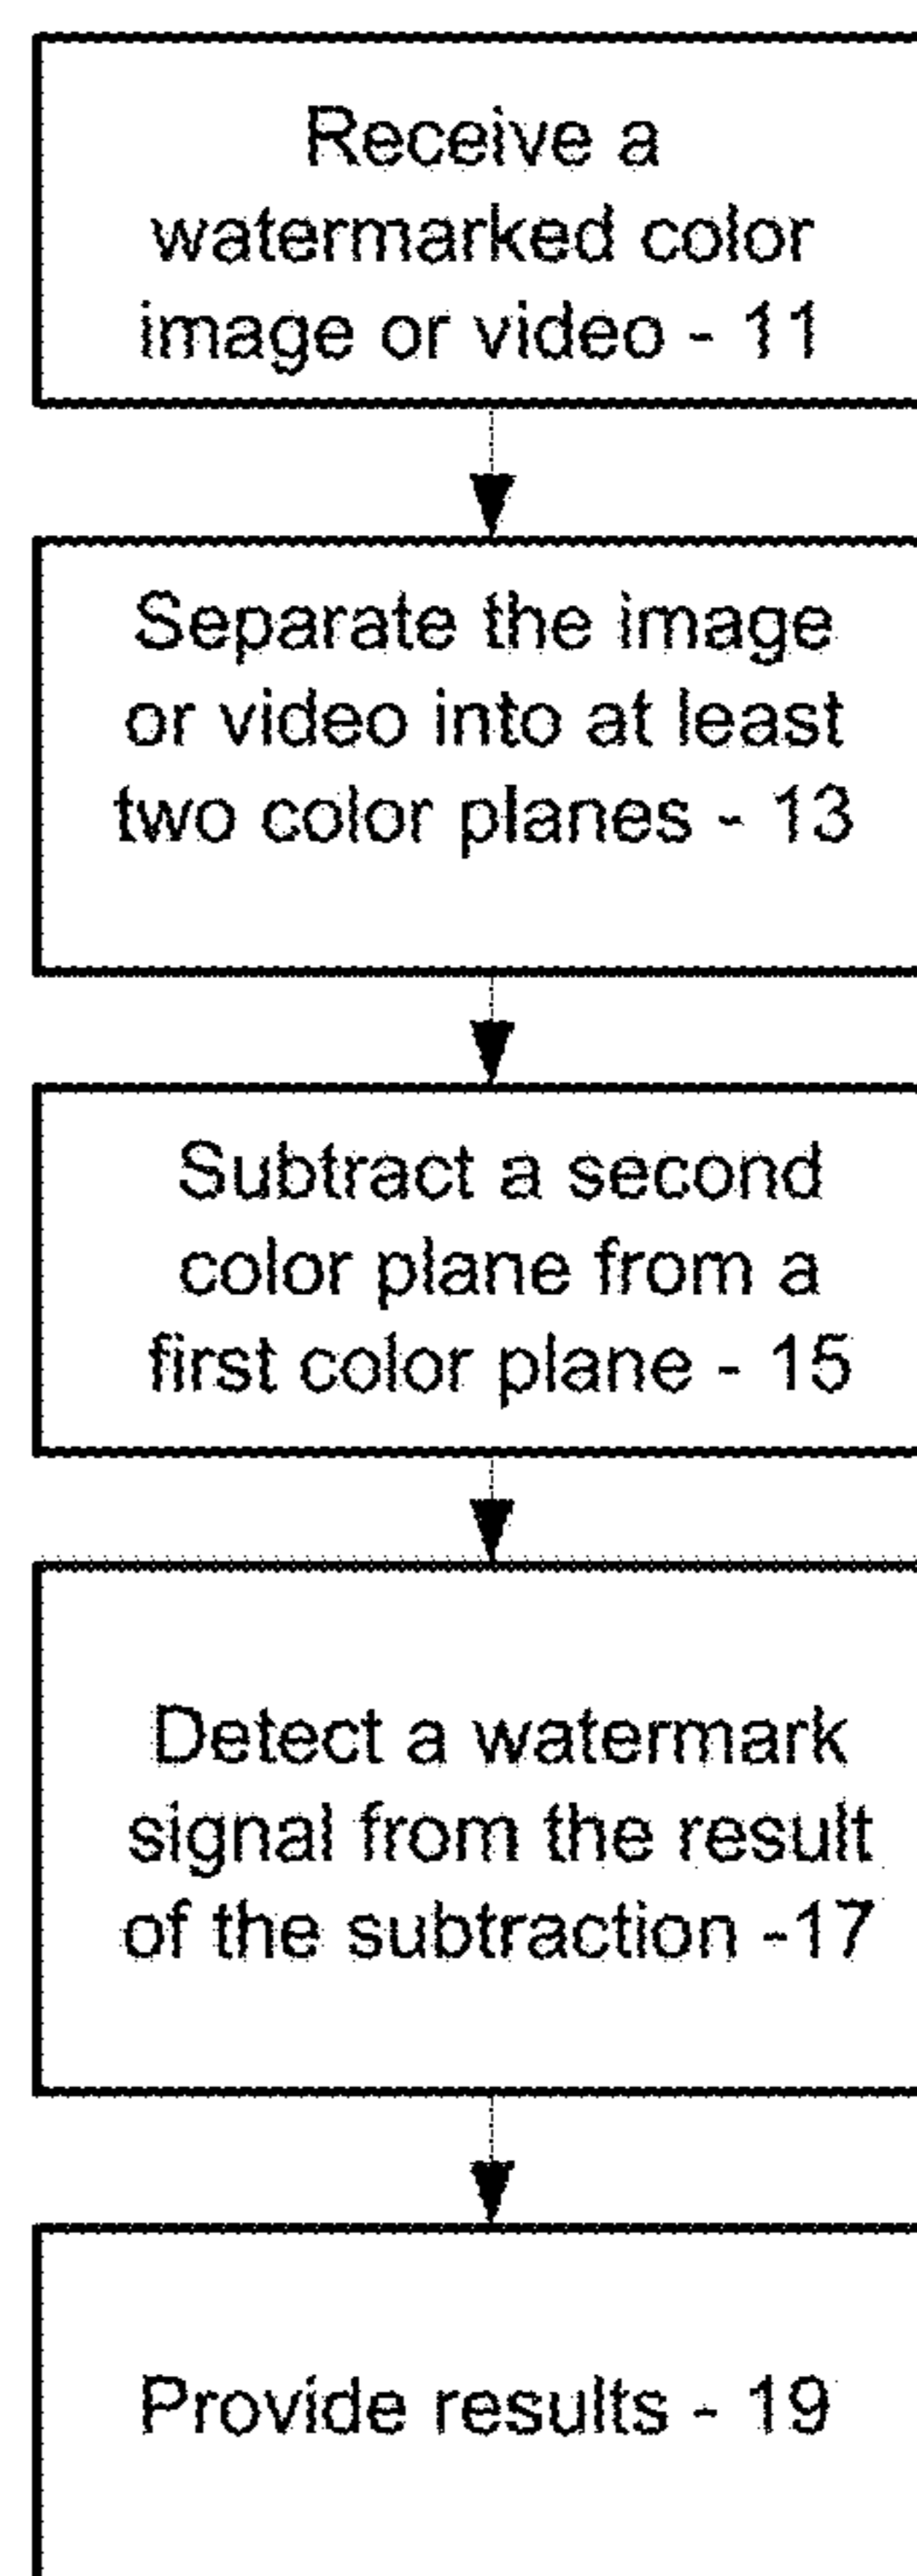 Receive a
watermarked color
image or video - 11
Separate the image
or video into at least
two color planes - 13
Subtract a second
color plane from a
first color plane - 15
Detect a watermark
signal from the result
of the subtraction -17
Provide results - 19